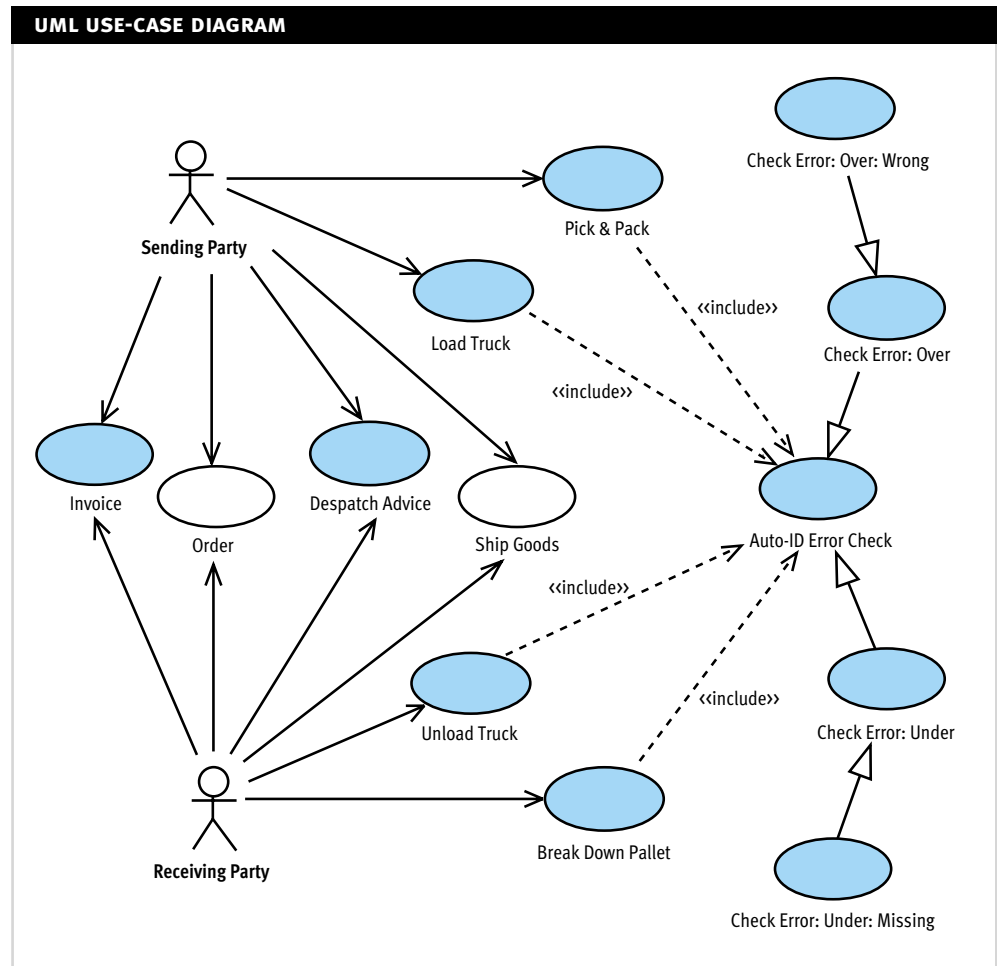 UML USE-CASE DIAGRAM
Check Error: Over: Wrong
Pick & Pack
Sending Party
<<include>>
Load Truck
Check Error: Over
<<include>>
Invoice
Despatch Advice
Order
Ship Goods
Auto-ID Error Check
<<include>>
<<include>>
Unload Truck
Check Error: Under
Break Down Pallet
Receiving Party
Check Error: Under: Missing